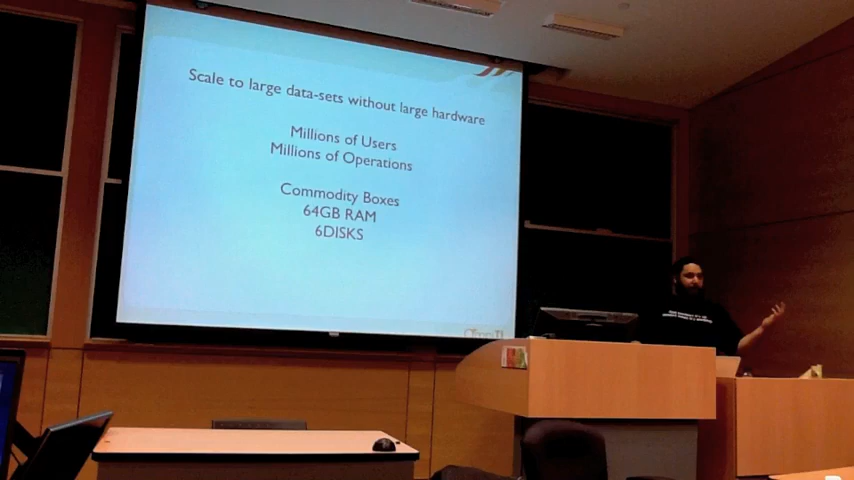 Scale to large data-sets without large hardware
Millions of Users
Millions of Operations
Commodity Boxes
64GB RAM
6DISKS